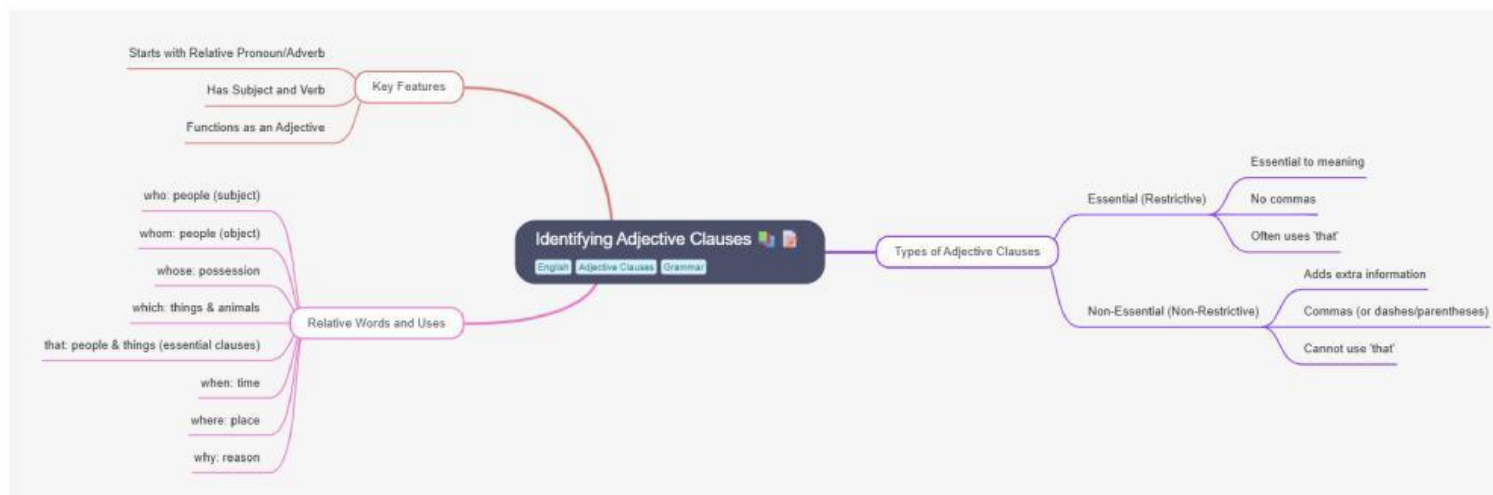 Identifying Adjective Clauses
English Adjective Clauses Grammar
Key Features
Starts with Relative Pronoun/Adverb
Has Subject and Verb
Functions as an Adjective
Relative Words and Uses
who: people (subject)
whom: people (object)
whose: possession
which: things & animals
that: people & things (essential clauses)
when: time
where: place
why: reason
Types of Adjective Clauses
Essential (Restrictive)
Essential to meaning
No commas
Often uses 'that'
Non-Essential (Non-Restrictive)
Adds extra information
Commas (or dashes/parentheses)
Cannot use 'that'